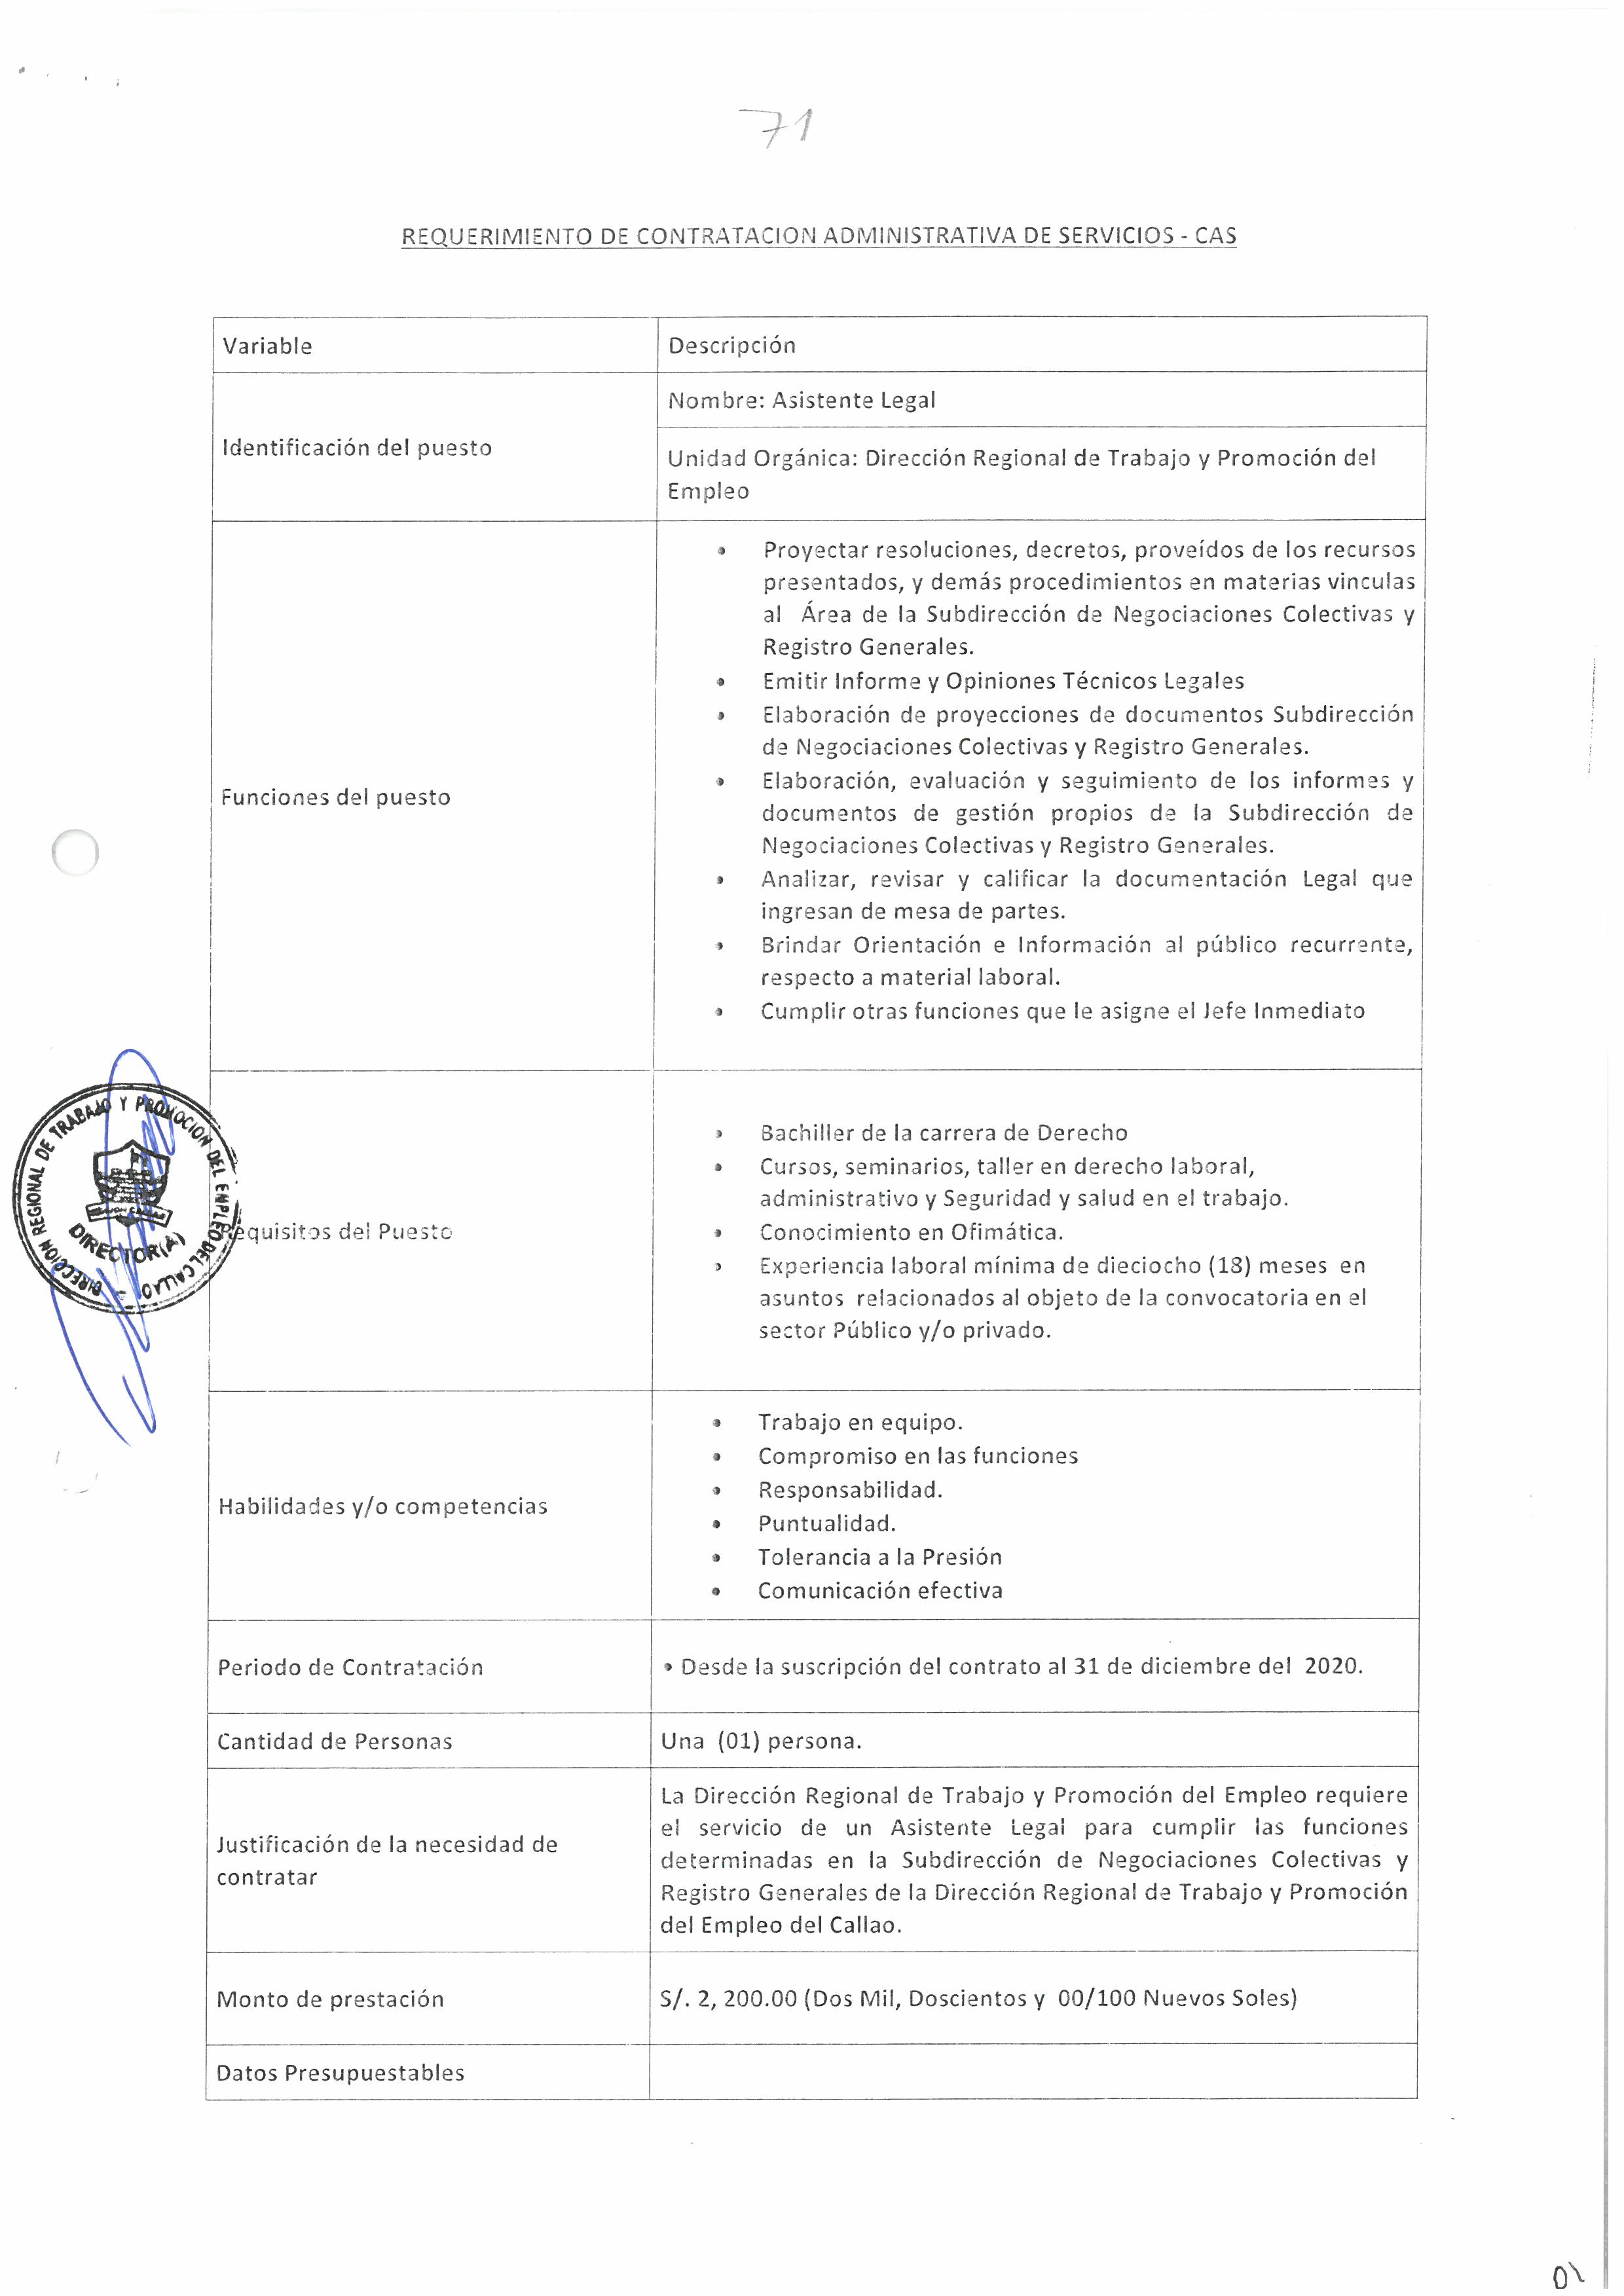 71
REQUERIMIENTO DE CONTRATACION ADMINISTRATIVA DE SERVICIOS - CAS
Variable
Descripción
Identificación del puesto
Nombre: Asistente Legal
Unidad Orgánica: Dirección Regional de Trabajo y Promoción del
Empleo
Funciones del puesto
• Proyectar resoluciones, decretos, proveídos de los recursos
presentados, y demás procedimientos en materias vinculas
al Área de la Subdirección de Negociaciones Colectivas y
Registro Generales.
• Emitir Informe y Opiniones Técnicos Legales
• Elaboración de proyecciones de documentos Subdirección
de Negociaciones Colectivas y Registro Generales.
• Elaboración, evaluación y seguimiento de los informes y
documentos de gestión propios de la Subdirección de
Negociaciones Colectivas y Registro Generales.
• Analizar, revisar y calificar la documentación Legal que
ingresan de mesa de partes.
• Brindar Orientación e Información al público recurrente,
respecto a material laboral.
• Cumplir otras funciones que le asigne el Jefe Inmediato
DIRECCION REGIONAL DE TRABAJO Y PROMOCION DEL EMPLEO DEL CALLAO
DIRECTOR(A)
Requisitos del Puesto
• Bachiller de la carrera de Derecho
• Cursos, seminarios, taller en derecho laboral,
administrativo y Seguridad y salud en el trabajo.
• Conocimiento en Ofimática.
• Experiencia laboral mínima de dieciocho (18) meses en
asuntos relacionados al objeto de la convocatoria en el
sector Público y/o privado.
Habilidades y/o competencias
• Trabajo en equipo.
• Compromiso en las funciones
• Responsabilidad.
• Puntualidad.
• Tolerancia a la Presión
• Comunicación efectiva
Periodo de Contratación
• Desde la suscripción del contrato al 31 de diciembre del 2020.
Cantidad de Personas
Una (01) persona.
Justificación de la necesidad de
contratar
La Dirección Regional de Trabajo y Promoción del Empleo requiere
el servicio de un Asistente Legal para cumplir las funciones
determinadas en la Subdirección de Negociaciones Colectivas y
Registro Generales de la Dirección Regional de Trabajo y Promoción
del Empleo del Callao.
Monto de prestación
S/. 2, 200.00 (Dos Mil, Doscientos y 00/100 Nuevos Soles)
Datos Presupuestables